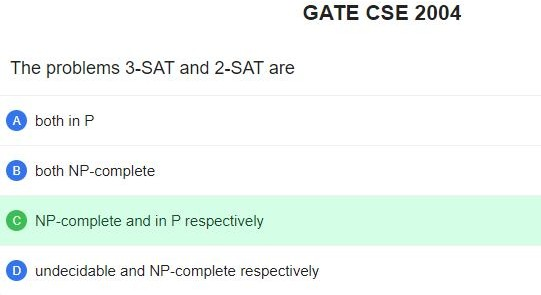 GATE CSE 2004
The problems 3-SAT and 2-SAT are
A both in P
B both NP-complete
C NP-complete and in P respectively
D undecidable and NP-complete respectively